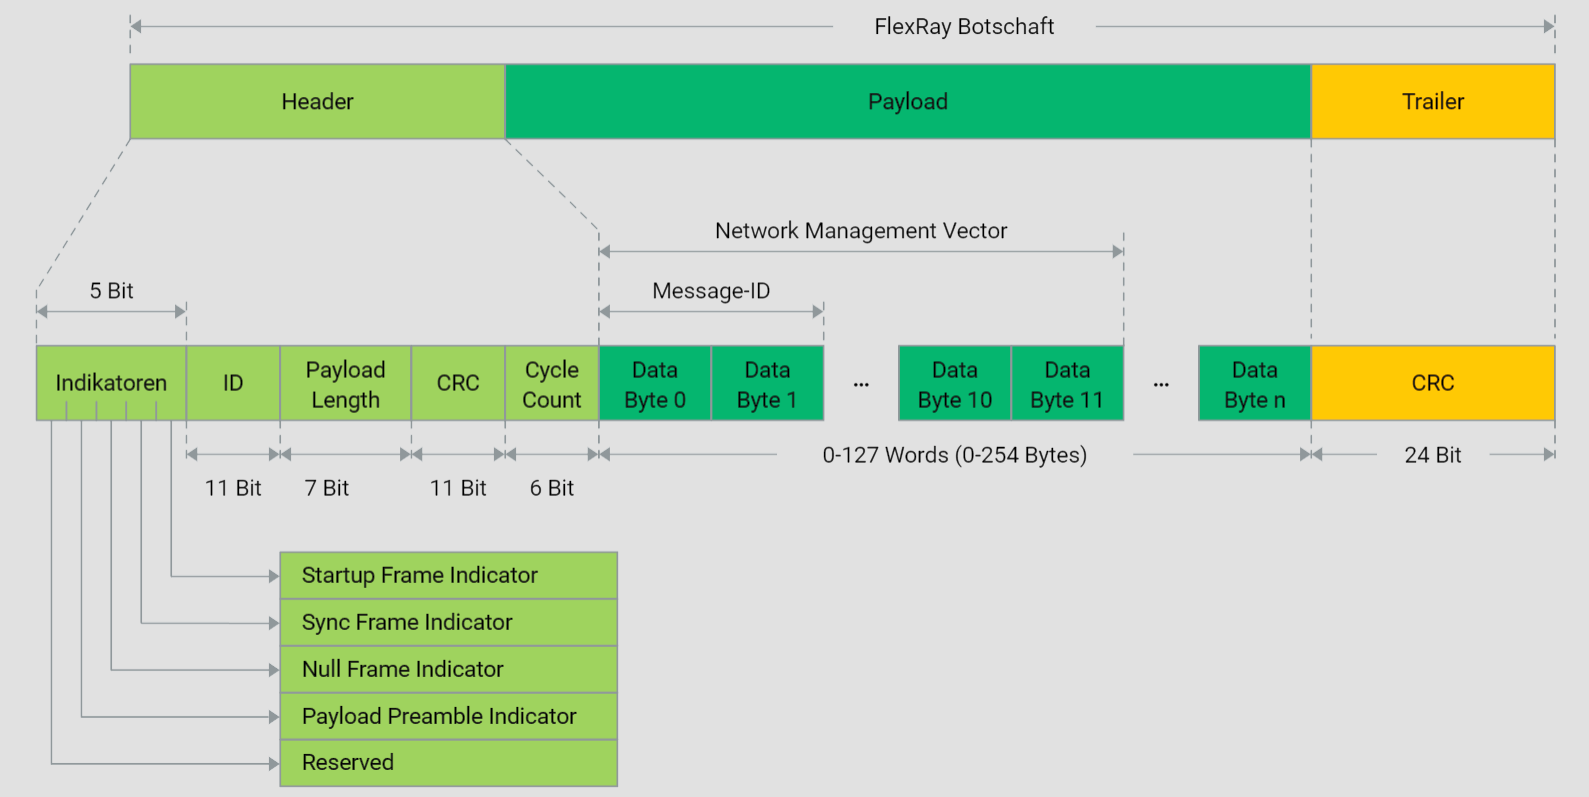 FlexRay Botschaft
Header
Payload
Trailer
Network Management Vector
5 Bit
Message-ID
Indikatoren
ID
Payload
Length
CRC
Cycle
Count
Data
Byte 0
Data
Byte 1
...
Data
Byte 10
Data
Byte 11
...
Data
Byte n
CRC
0-127 Words (0-254 Bytes)
24 Bit
11 Bit
7 Bit
11 Bit
6 Bit
Startup Frame Indicator
Sync Frame Indicator
Null Frame Indicator
Payload Preamble Indicator
Reserved